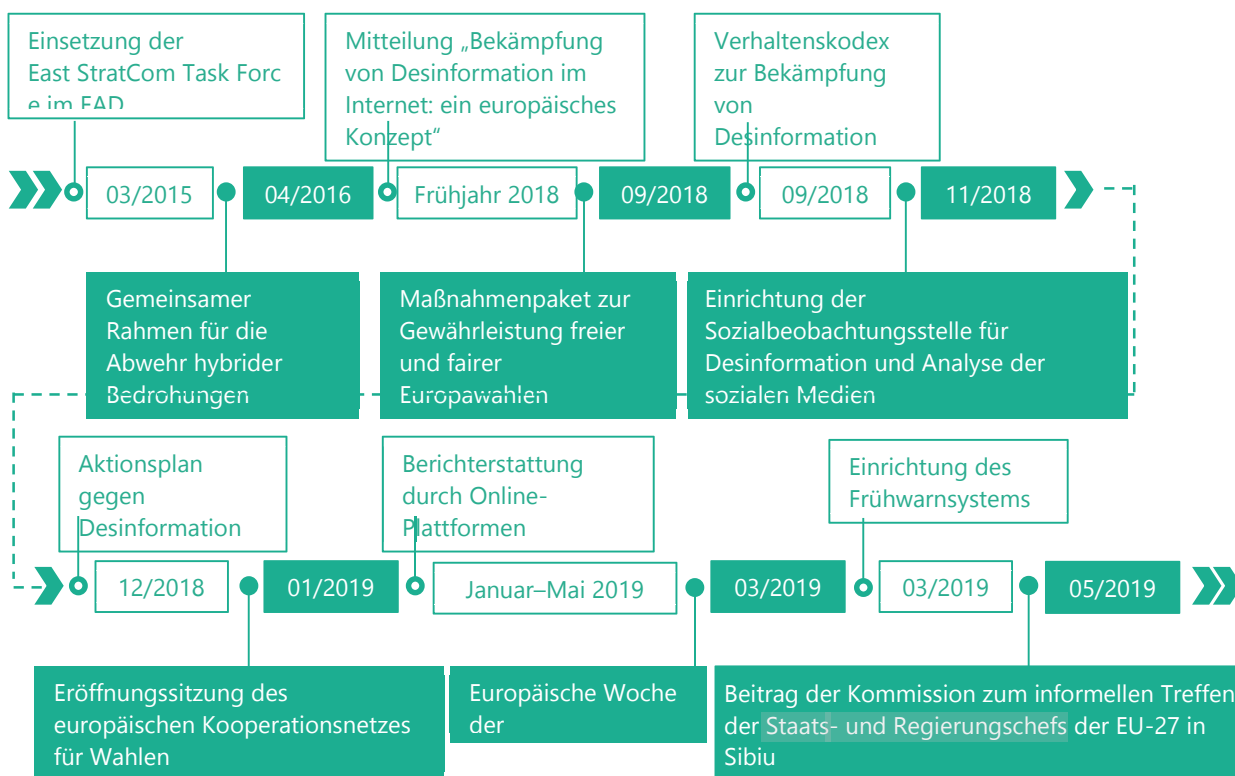 Einsetzung der
East StratCom Task Forc
e im EAD
Mitteilung „Bekämpfung
von Desinformation im
Internet: ein europäisches
Konzept“
Verhaltenskodex
zur Bekämpfung
von
Desinformation
03/2015
04/2016
Frühjahr 2018
09/2018
09/2018
11/2018
Gemeinsamer
Rahmen für die
Abwehr hybrider
Bedrohungen
Maßnahmenpaket zur
Gewährleistung freier
und fairer
Europawahlen
Einrichtung der
Sozialbeobachtungsstelle für
Desinformation und Analyse der
sozialen Medien
Aktionsplan
gegen
Desinformation
Berichterstattung
durch Online-
Plattformen
Einrichtung des
Frühwarnsystems
12/2018
01/2019
Januar–Mai 2019
03/2019
03/2019
05/2019
Eröffnungssitzung des
europäischen Kooperationsnetzes
für Wahlen
Europäische Woche
der
Beitrag der Kommission zum informellen Treffen
der Staats- und Regierungschefs der EU-27 in
Sibiu